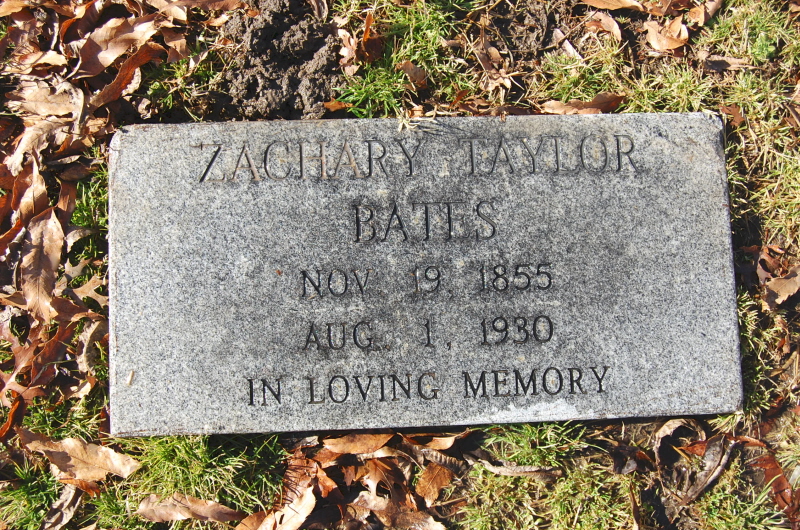 ZACHARY TAYLOR
BATES
NOV 19, 1855
AUG 1, 1930
IN LOVING MEMORY